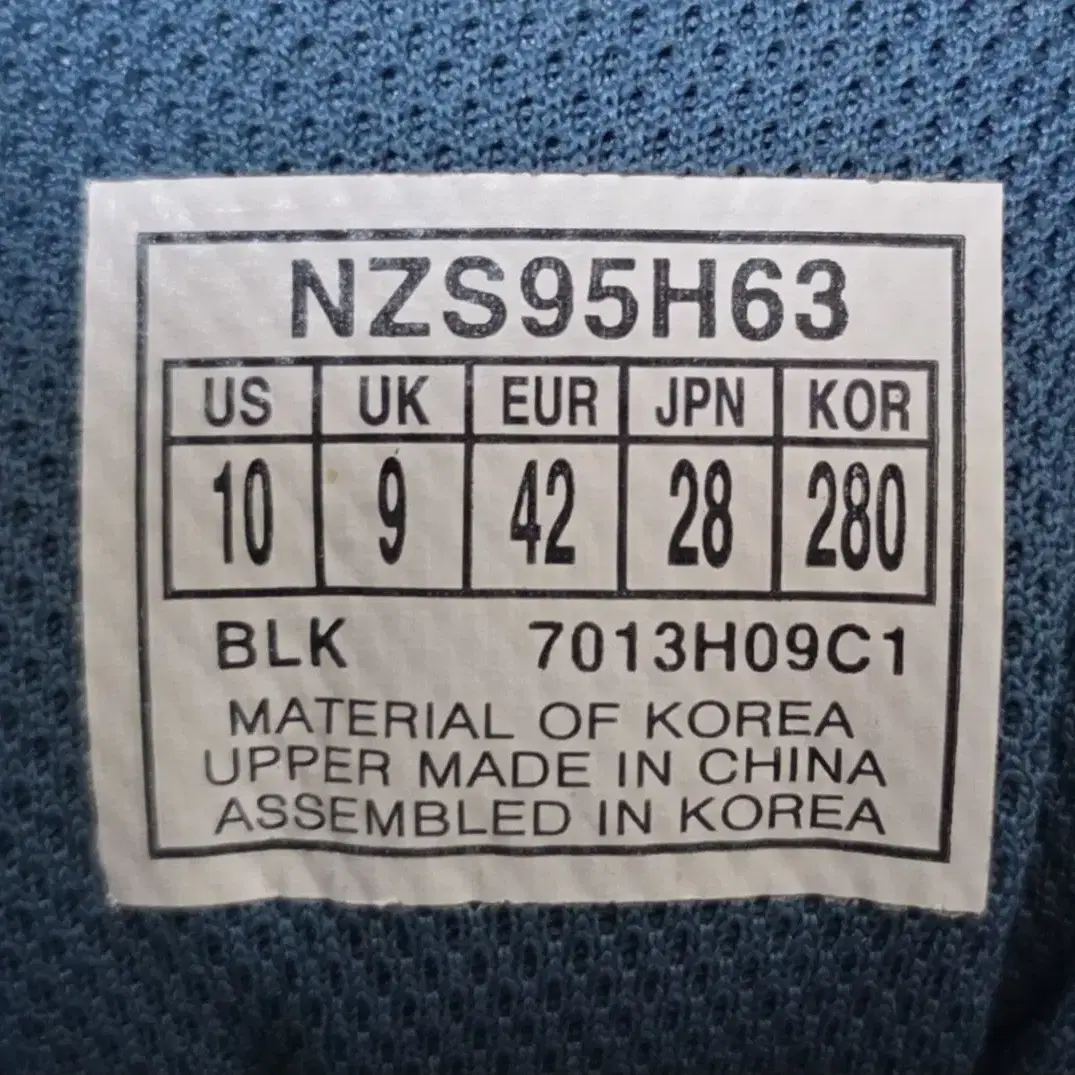 NZS95H63
US UK EUR JPN KOR
10 9 42 28 280
BLK 7013H09C1
MATERIAL OF KOREA
UPPER MADE IN CHINA
ASSEMBLED IN KOREA